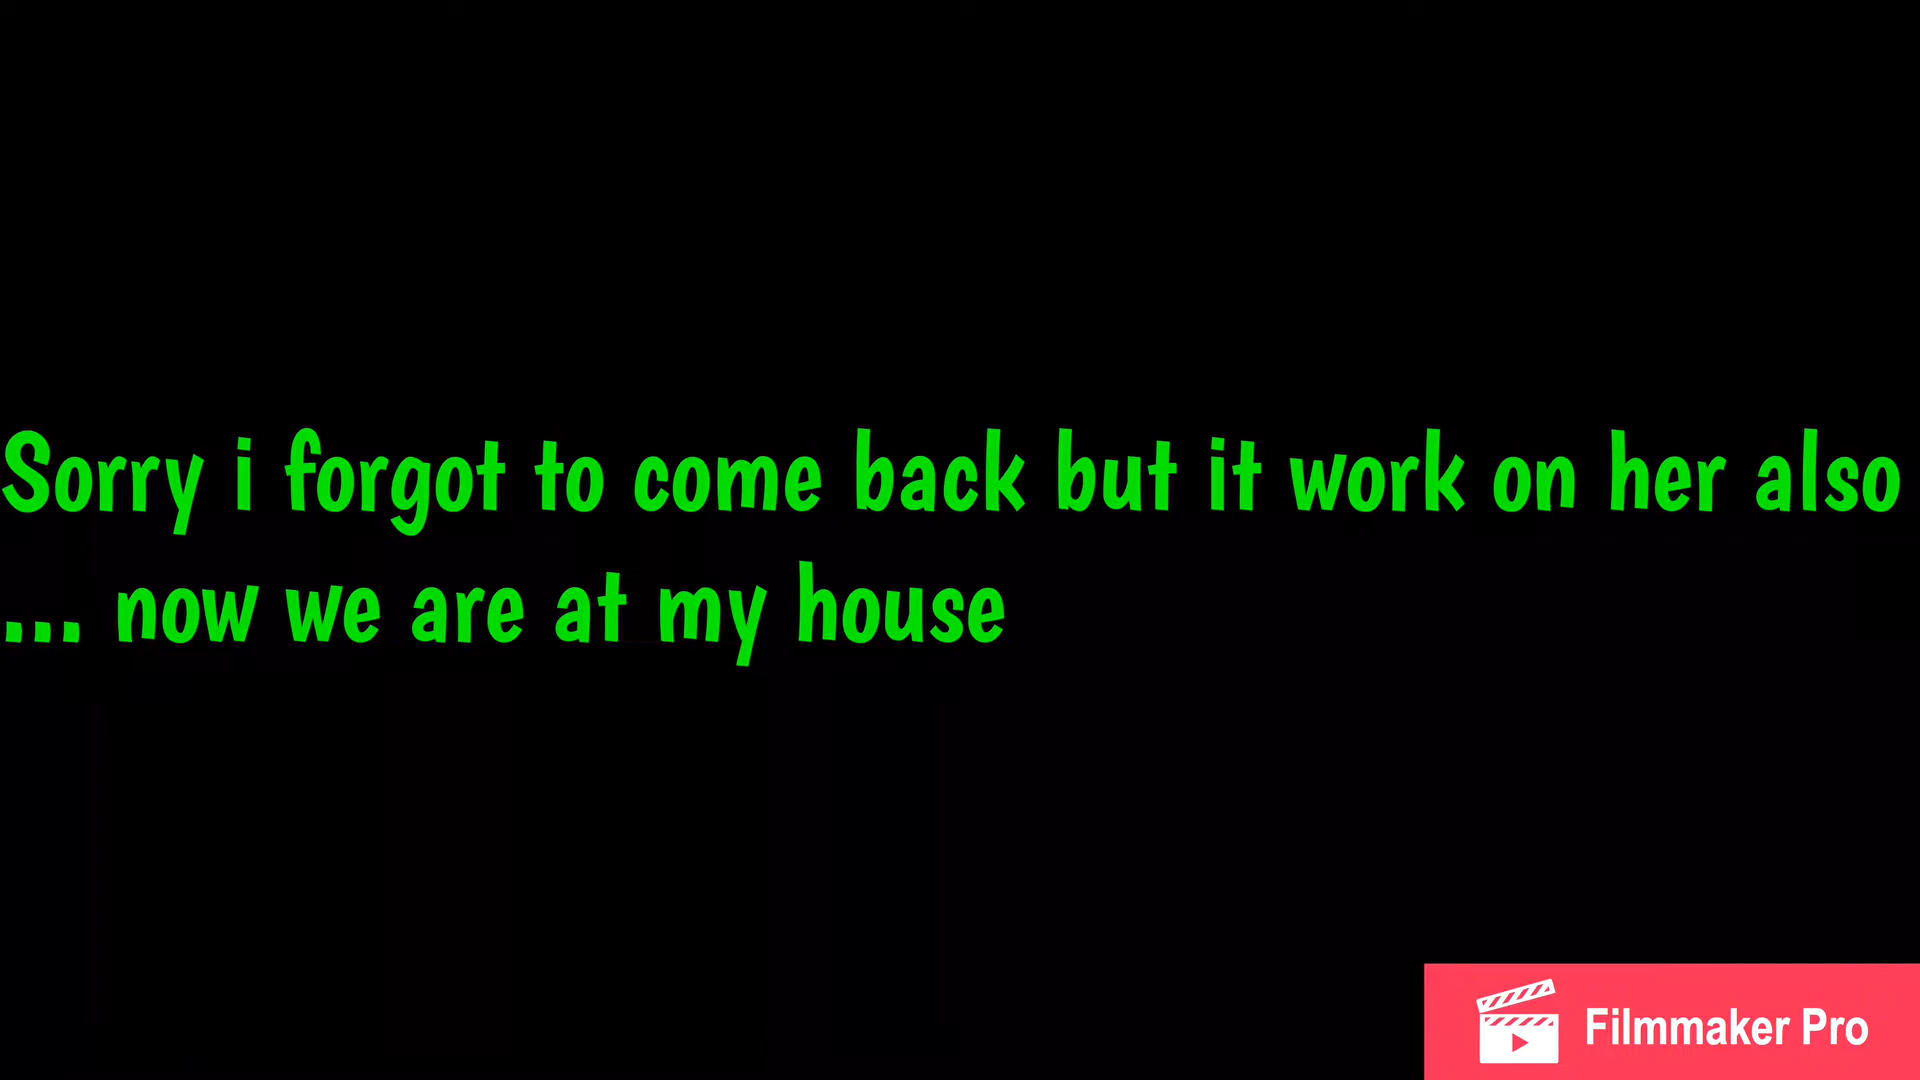 Sorry i forgot to come back but it work on her also
... now we are at my house
Filmmaker Pro